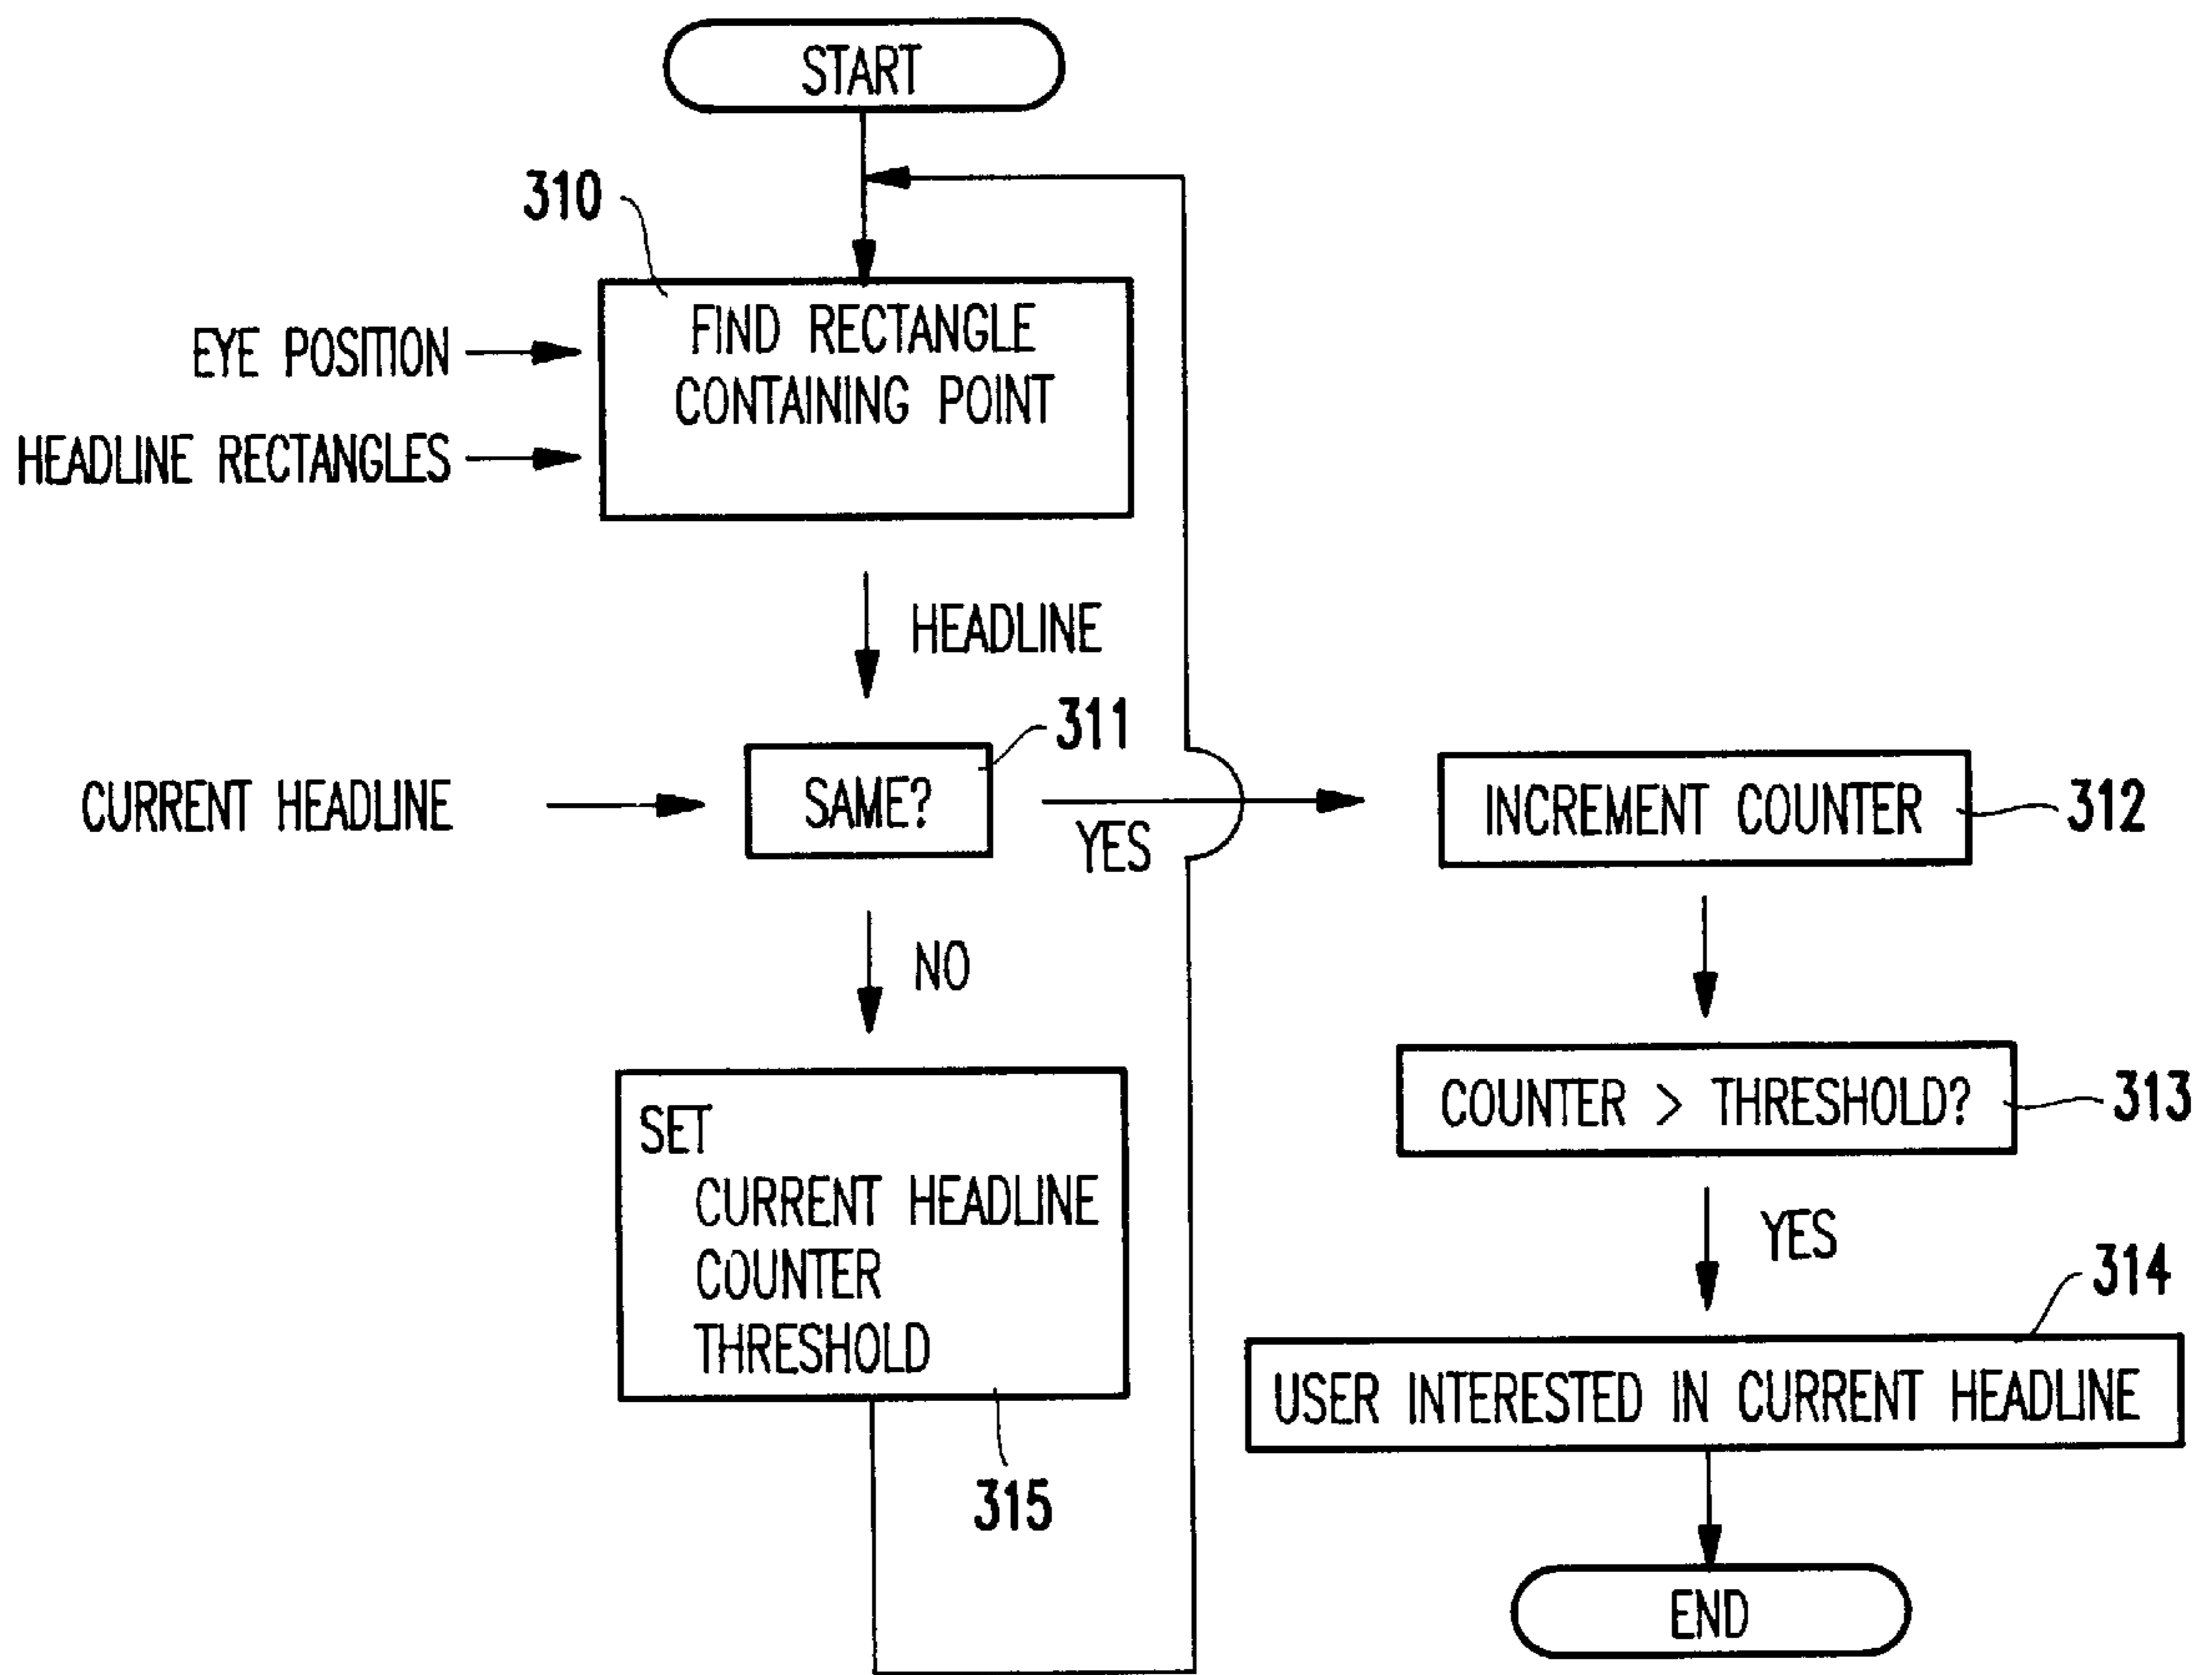 START
310
EYE POSITION
HEADLINE RECTANGLES
FIND RECTANGLE
CONTAINING POINT
HEADLINE
311
CURRENT HEADLINE
SAME?
YES
INCREMENT COUNTER
312
NO
COUNTER > THRESHOLD?
313
SET
CURRENT HEADLINE
COUNTER
THRESHOLD
315
YES
314
USER INTERESTED IN CURRENT HEADLINE
END